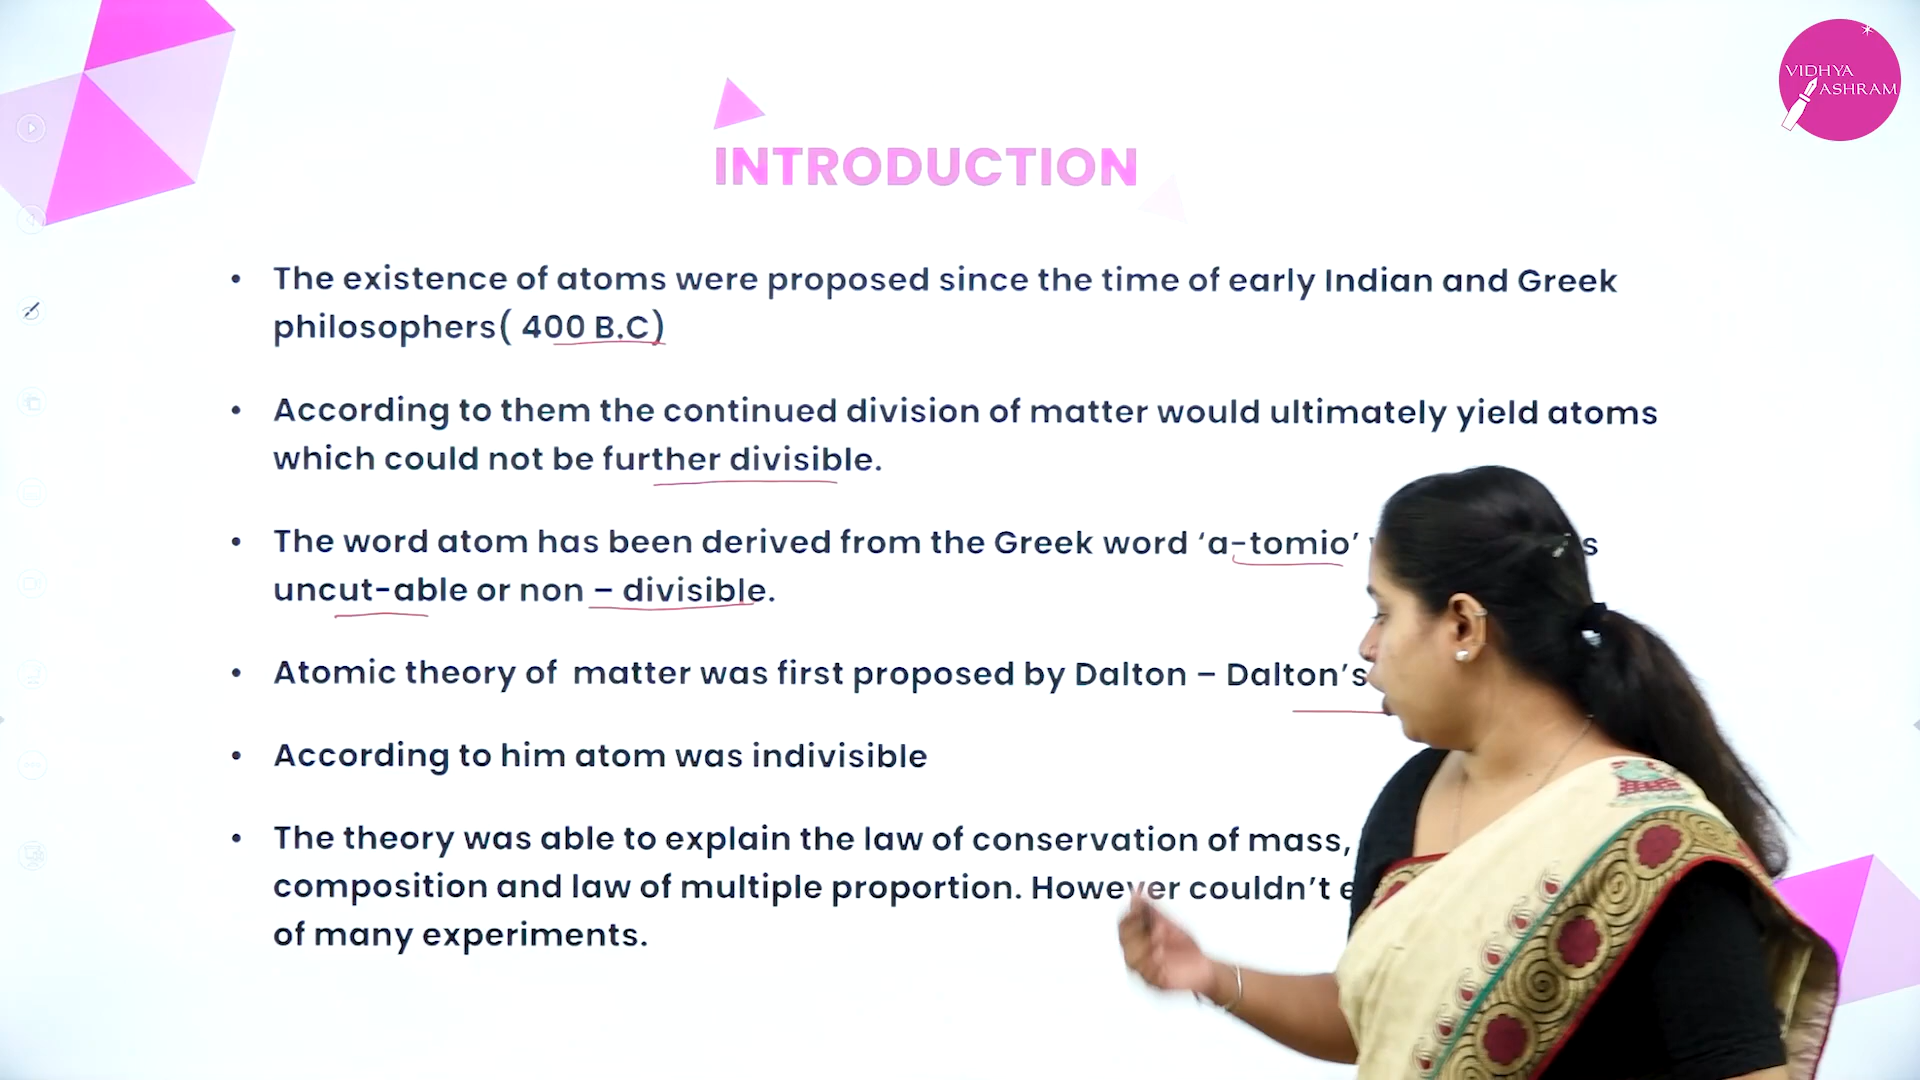 VIDHYA
ASHRAM
INTRODUCTION
• The existence of atoms were proposed since the time of early Indian and Greek
philosophers( 400 B.C)
• According to them the continued division of matter would ultimately yield atoms
which could not be further divisible.
• The word atom has been derived from the Greek word ‘a-tomio’
uncut-able or non – divisible.
• Atomic theory of matter was first proposed by Dalton – Dalton’s
• According to him atom was indivisible
• The theory was able to explain the law of conservation of mass,
composition and law of multiple proportion. However couldn’t
of many experiments.